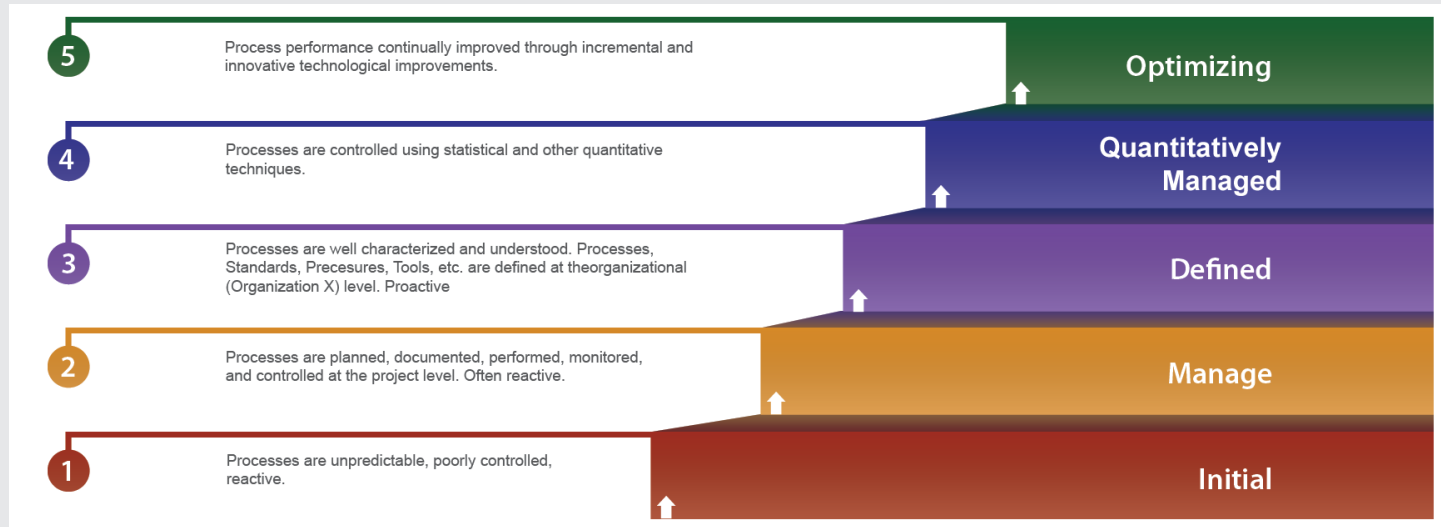 5
Process performance continually improved through incremental and
innovative technological improvements.
Optimizing
4
Processes are controlled using statistical and other quantitative
techniques.
Quantitatively
Managed
3
Processes are well characterized and understood. Processes,
Standards, Precesures, Tools, etc. are defined at theorganizational
(Organization X) level. Proactive
Defined
2
Processes are planned, documented, performed, monitored,
and controlled at the project level. Often reactive.
Manage
1
Processes are unpredictable, poorly controlled,
reactive.
Initial